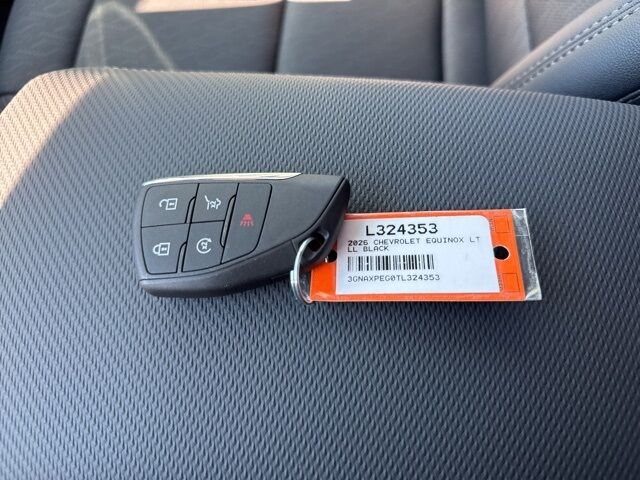 L324353
2026 CHEVROLET EQUINOX LT
LL BLACK
3GNAXPEG0TL324353